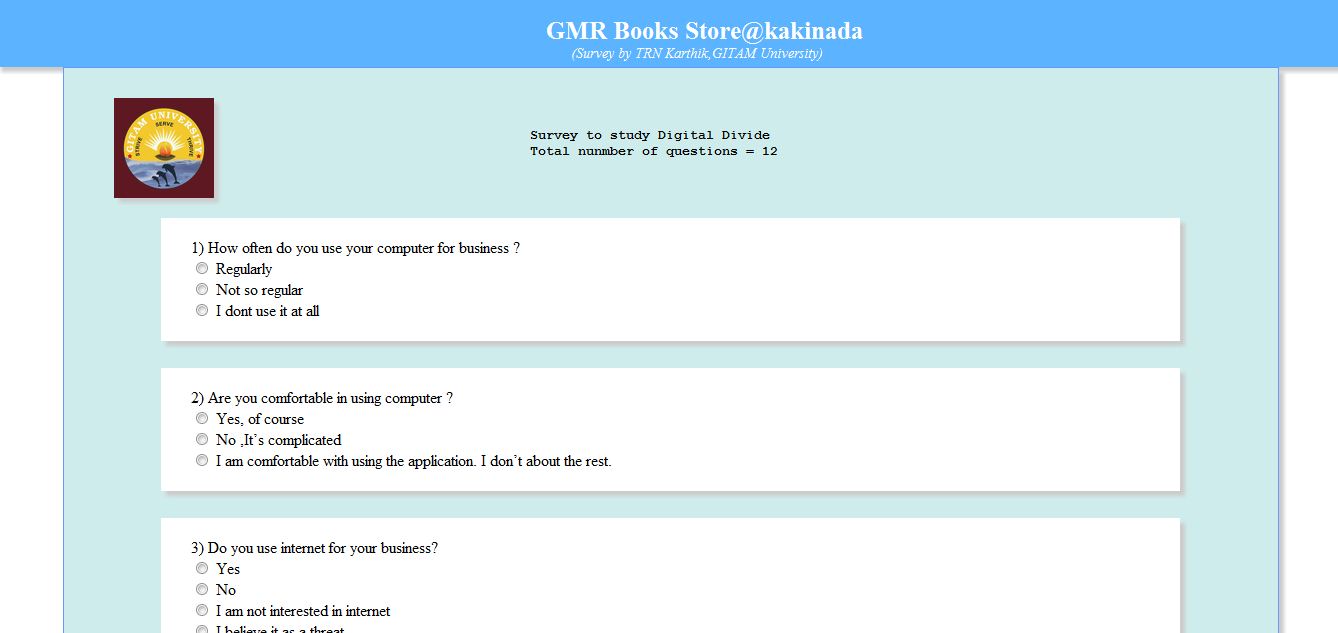 GMR Books Store@kakinada
(Survey by TRN Karthik,GITAM University)
GITAM UNIVERSITY
SERVE
STRIVE
THRIVE
Survey to study Digital Divide
Total nunmber of questions = 12
1) How often do you use your computer for business ?
Regularly
Not so regular
I dont use it at all
2) Are you comfortable in using computer ?
Yes, of course
No ,It’s complicated
I am comfortable with using the application. I don’t about the rest.
3) Do you use internet for your business?
Yes
No
I am not interested in internet
I believe it as a threat